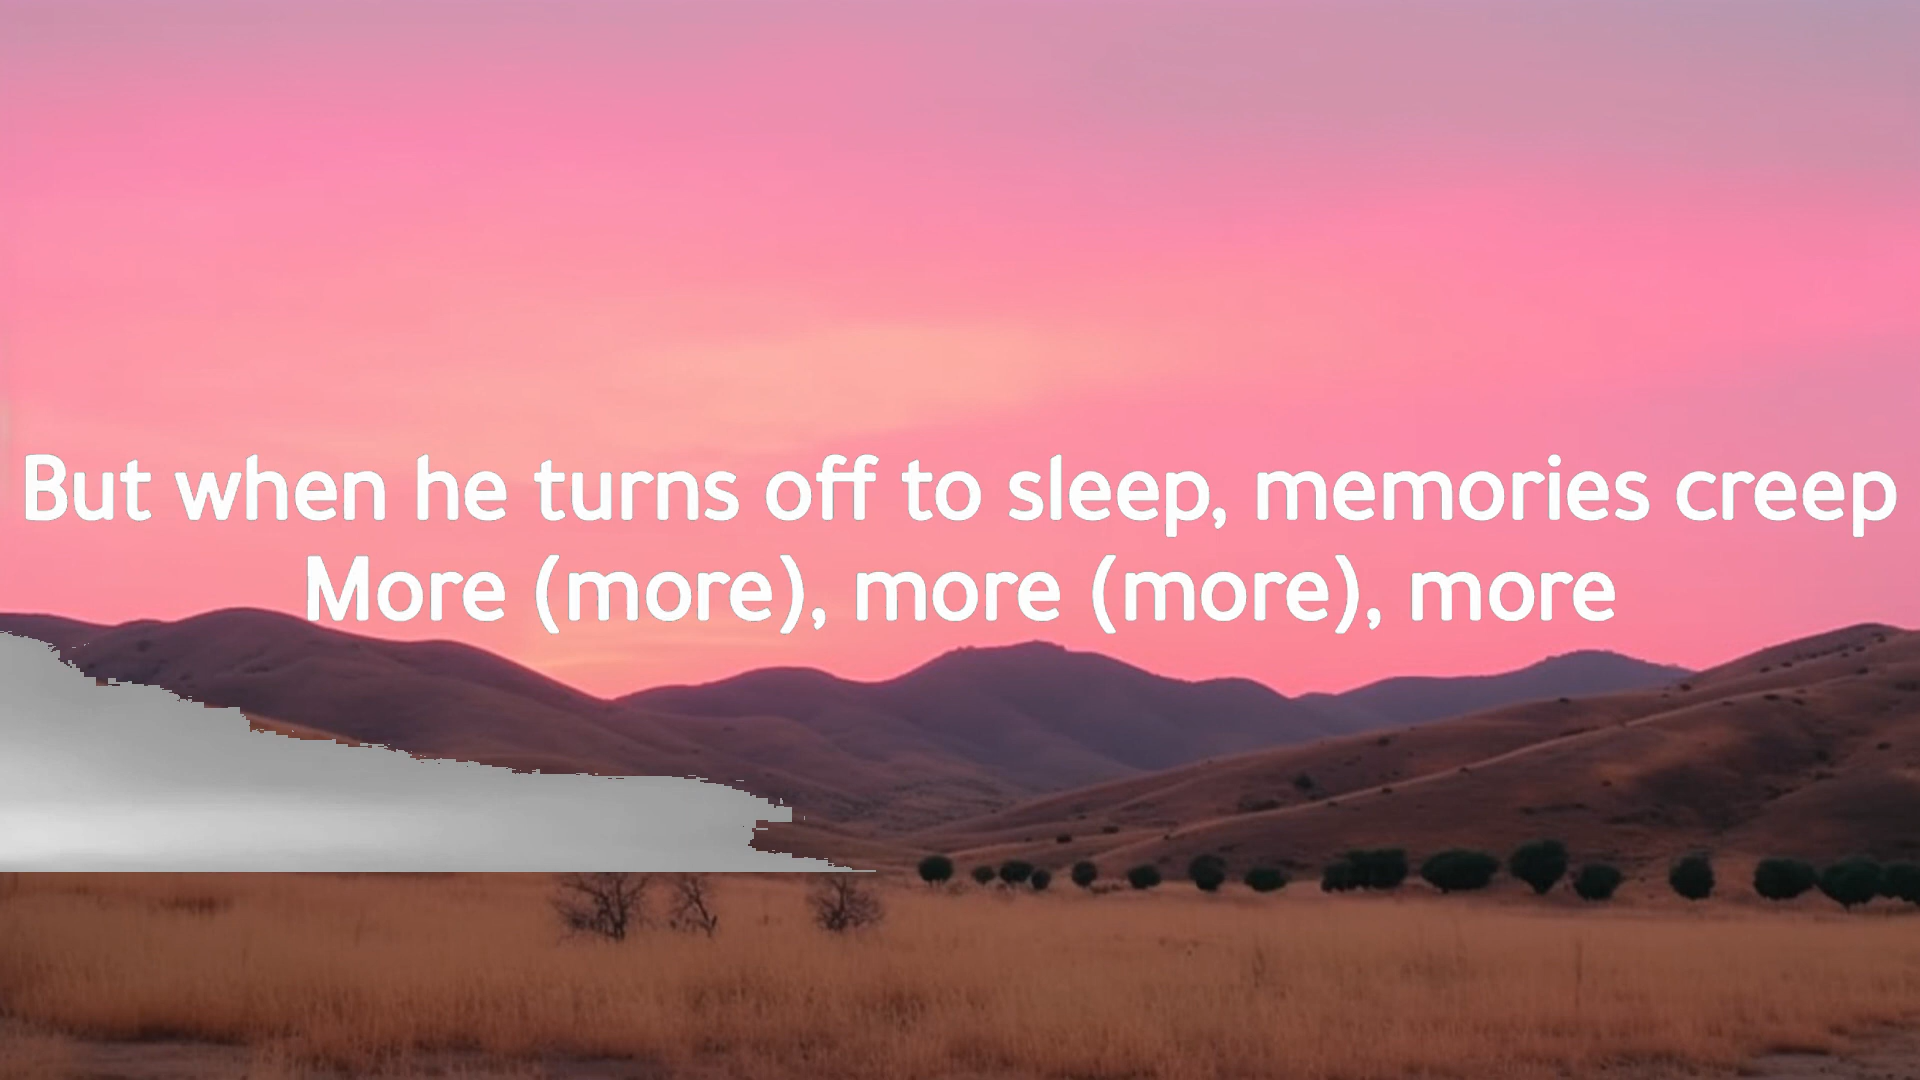 But when he turns off to sleep, memories creep
More (more), more (more), more